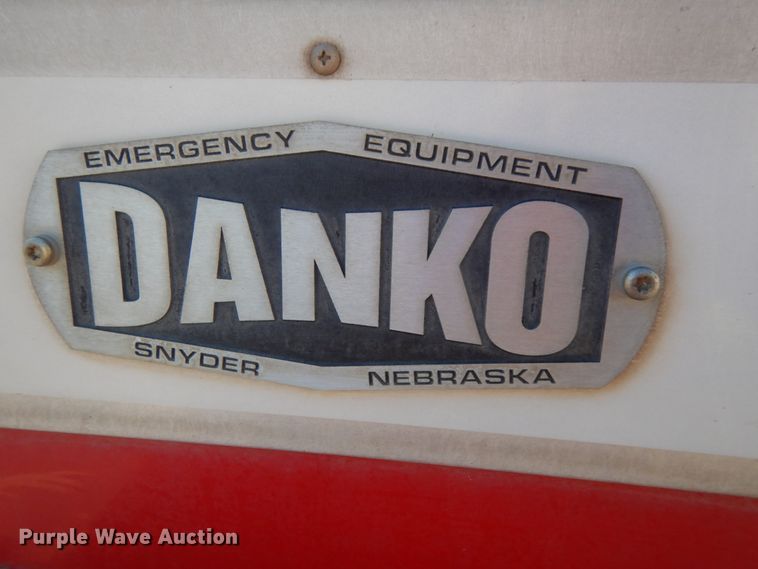 EMERGENCY EQUIPMENT
DANKO
SNYDER NEBRASKA
Purple Wave Auction